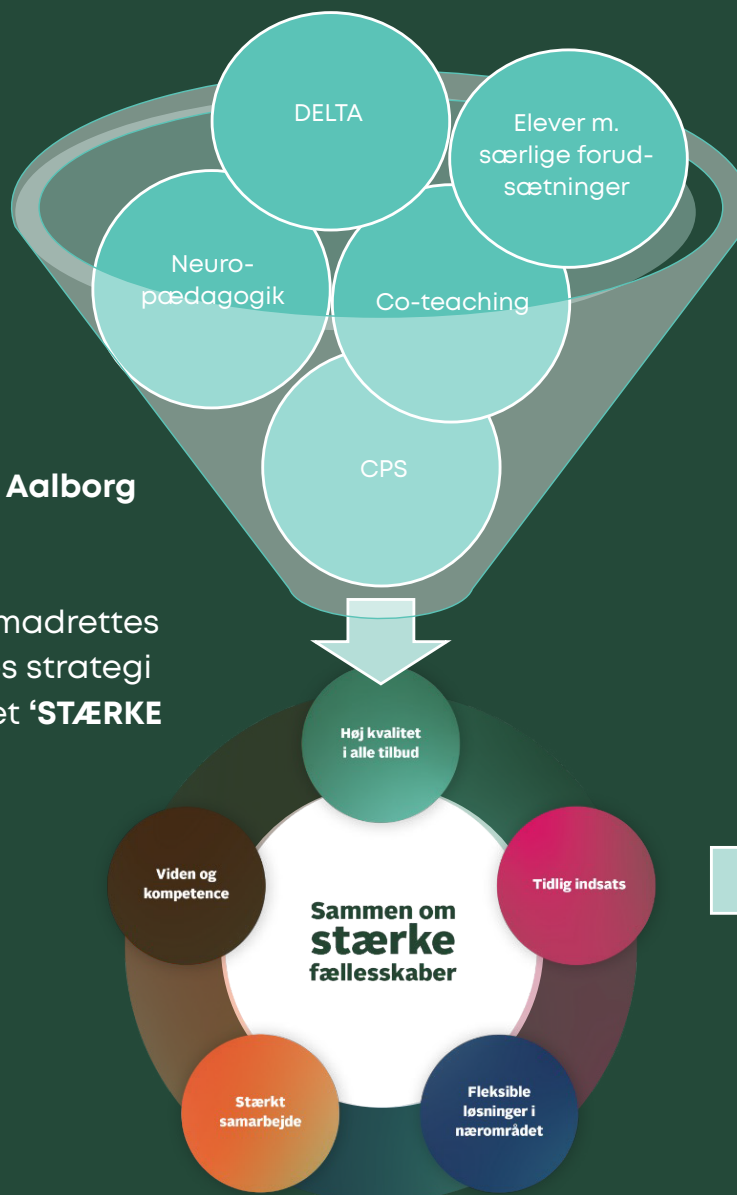 DELTA
Elever m.
særlige forud-
sætninger
Neuro-
pædagogik
Co-teaching
CPS
Aalborg
madrettes
s strategi
et ‘STÆRKE
Høj kvalitet
i alle tilbud
Viden og
kompetence
Tidlig indsats
Sammen om
stærke
fællesskaber
Stærkt
samarbejde
Fleksible
løsninger i
nærområdet